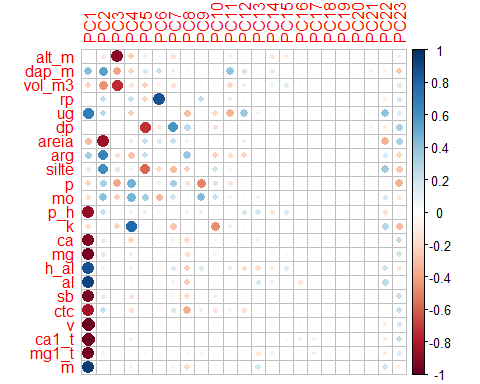 PC1 PC2 PC3 PC4 PC5 PC6 PC7 PC8 PC9 PC10 PC11 PC12 PC13 PC14 PC15 PC16 PC17 PC18 PC19 PC20 PC21 PC22 PC23
alt_m
dap_m
vol_m3
rp
ug
dp
areia
arg
silte
p
mo
p_h
k
ca
mg
h_al
al
sb
ctc
v
ca1_t
mg1_t
m
1
0.8
0.6
0.4
0.2
0
-0.2
-0.4
-0.6
-0.8
-1